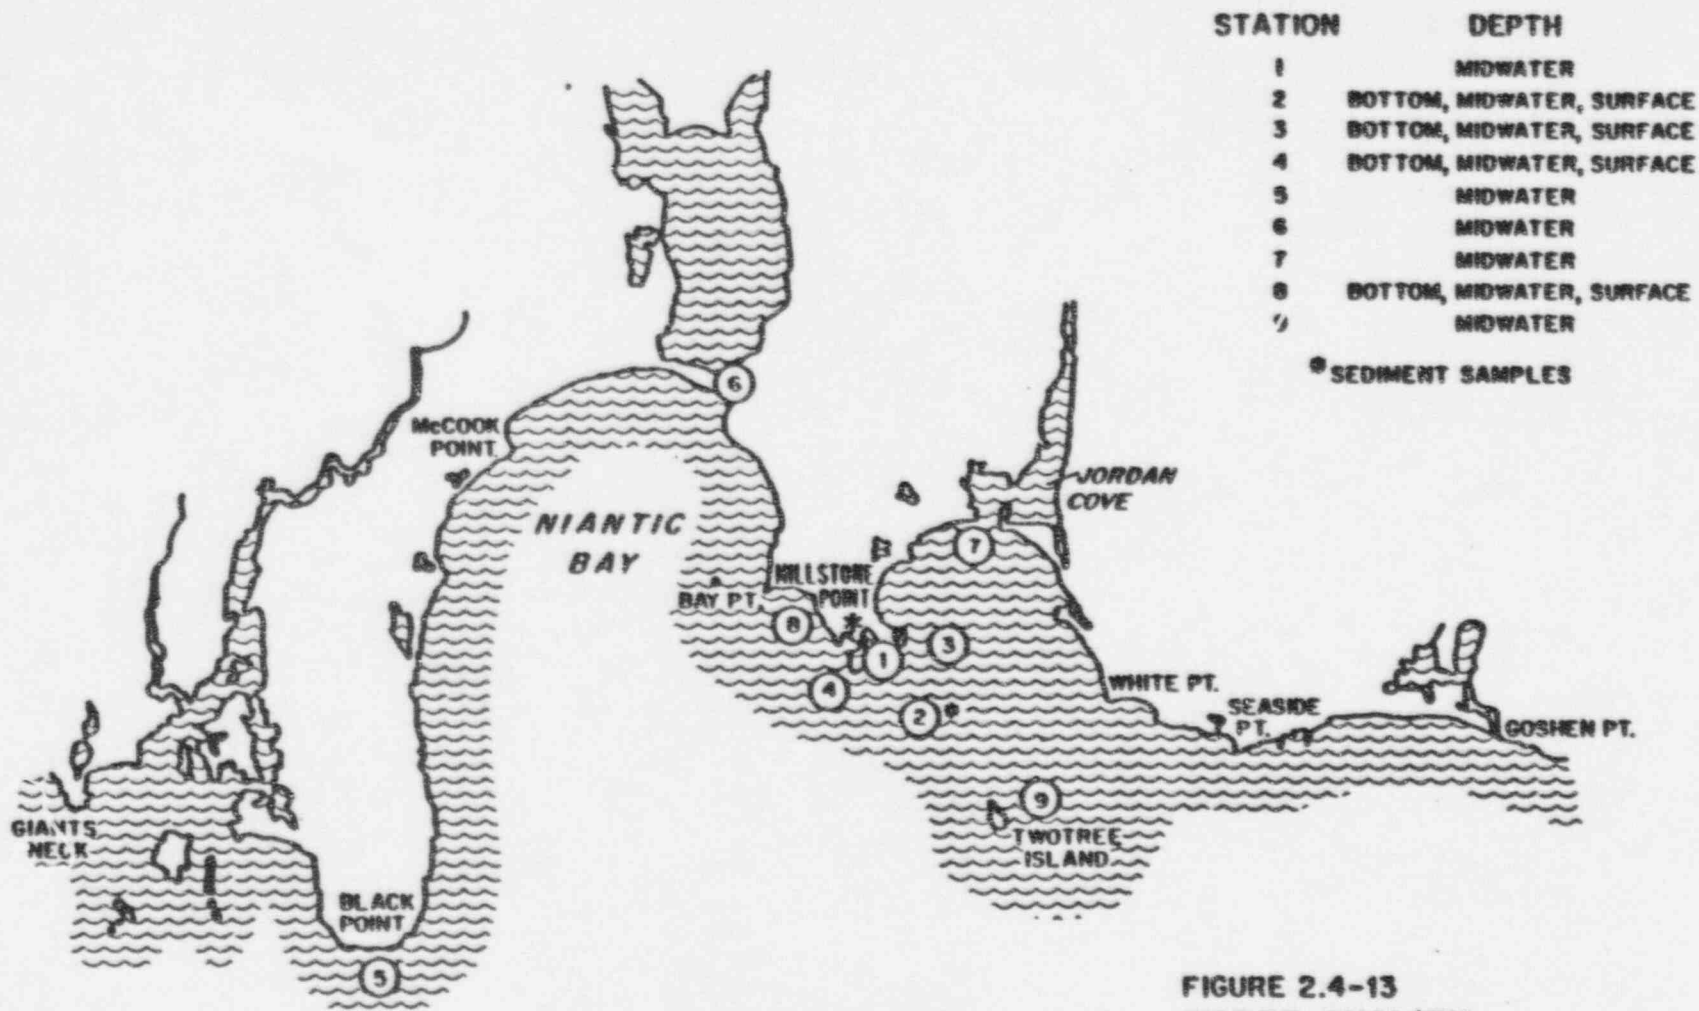 STATION DEPTH
1 MIDWATER
2 BOTTOM, MIDWATER, SURFACE
3 BOTTOM, MIDWATER, SURFACE
4 BOTTOM, MIDWATER, SURFACE
5 MIDWATER
6 MIDWATER
7 MIDWATER
8 BOTTOM, MIDWATER, SURFACE
9 MIDWATER
* SEDIMENT SAMPLES
6
McCOOK
POINT
JORDAN
COVE
NIANTIC
BAY
7
MILLSTONE
POINT
BAY PT.
8
*
3
1
4
2 *
WHITE PT.
SEASIDE
PT.
GOSHEN PT.
9
TWOTREE
ISLAND
GIANTS
NECK
BLACK
POINT
5
FIGURE 2.4-13